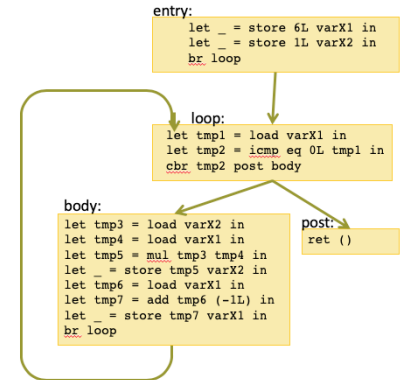 entry:
let _ = store 6L varX1 in
let _ = store 1L varX2 in
br loop
loop:
let tmp1 = load varX1 in
let tmp2 = icmp eq 0L tmp1 in
cbr tmp2 post body
body:
let tmp3 = load varX2 in
let tmp4 = load varX1 in
let tmp5 = mul tmp3 tmp4 in
let _ = store tmp5 varX2 in
let tmp6 = load varX1 in
let tmp7 = add tmp6 (-1L) in
let _ = store tmp7 varX1 in
br loop
post:
ret ()